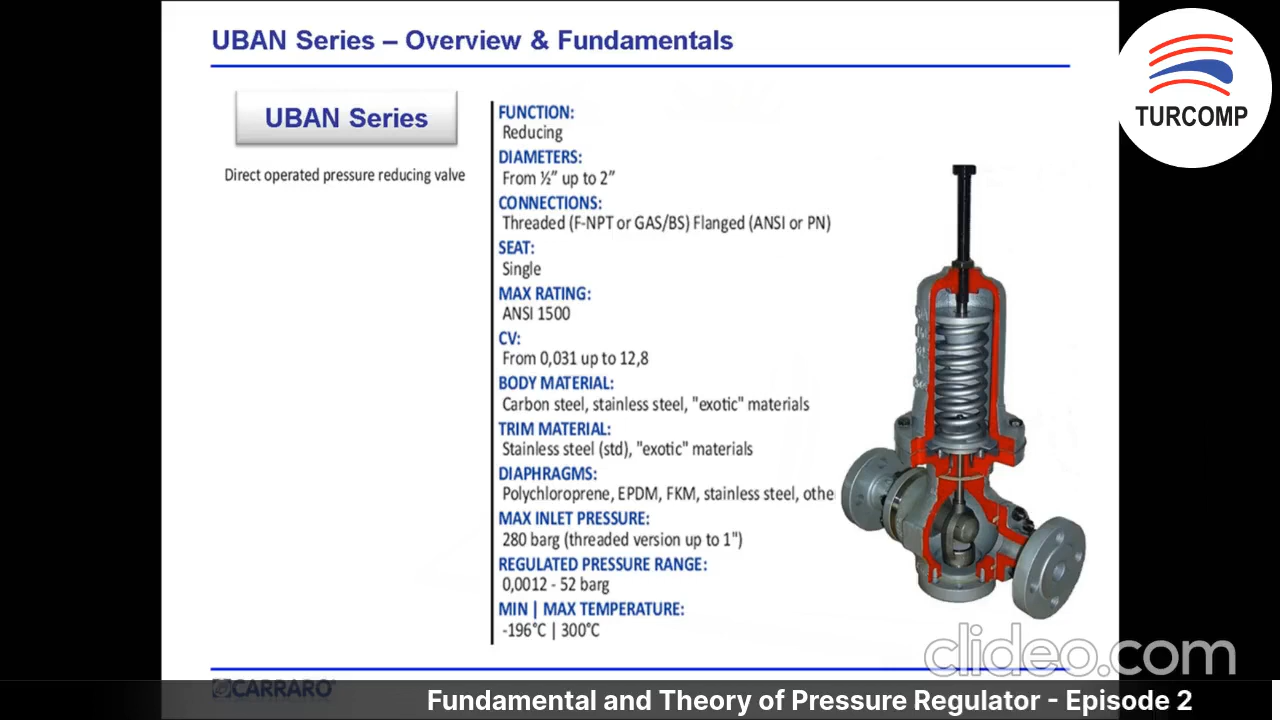 UBAN Series – Overview & Fundamentals
TURCOMP
UBAN Series
Direct operated pressure reducing valve
FUNCTION:
Reducing
DIAMETERS:
From ½” up to 2”
CONNECTIONS:
Threaded (F-NPT or GAS/BS) Flanged (ANSI or PN)
SEAT:
Single
MAX RATING:
ANSI 1500
CV:
From 0,031 up to 12,8
BODY MATERIAL:
Carbon steel, stainless steel, "exotic" materials
TRIM MATERIAL:
Stainless steel (std), "exotic" materials
DIAPHRAGMS:
Polychloroprene, EPDM, FKM, stainless steel, othe
MAX INLET PRESSURE:
280 barg (threaded version up to 1")
REGULATED PRESSURE RANGE:
0,0012 - 52 barg
MIN | MAX TEMPERATURE:
-196°C | 300°C
clideo.com
CARRARO
Fundamental and Theory of Pressure Regulator - Episode 2